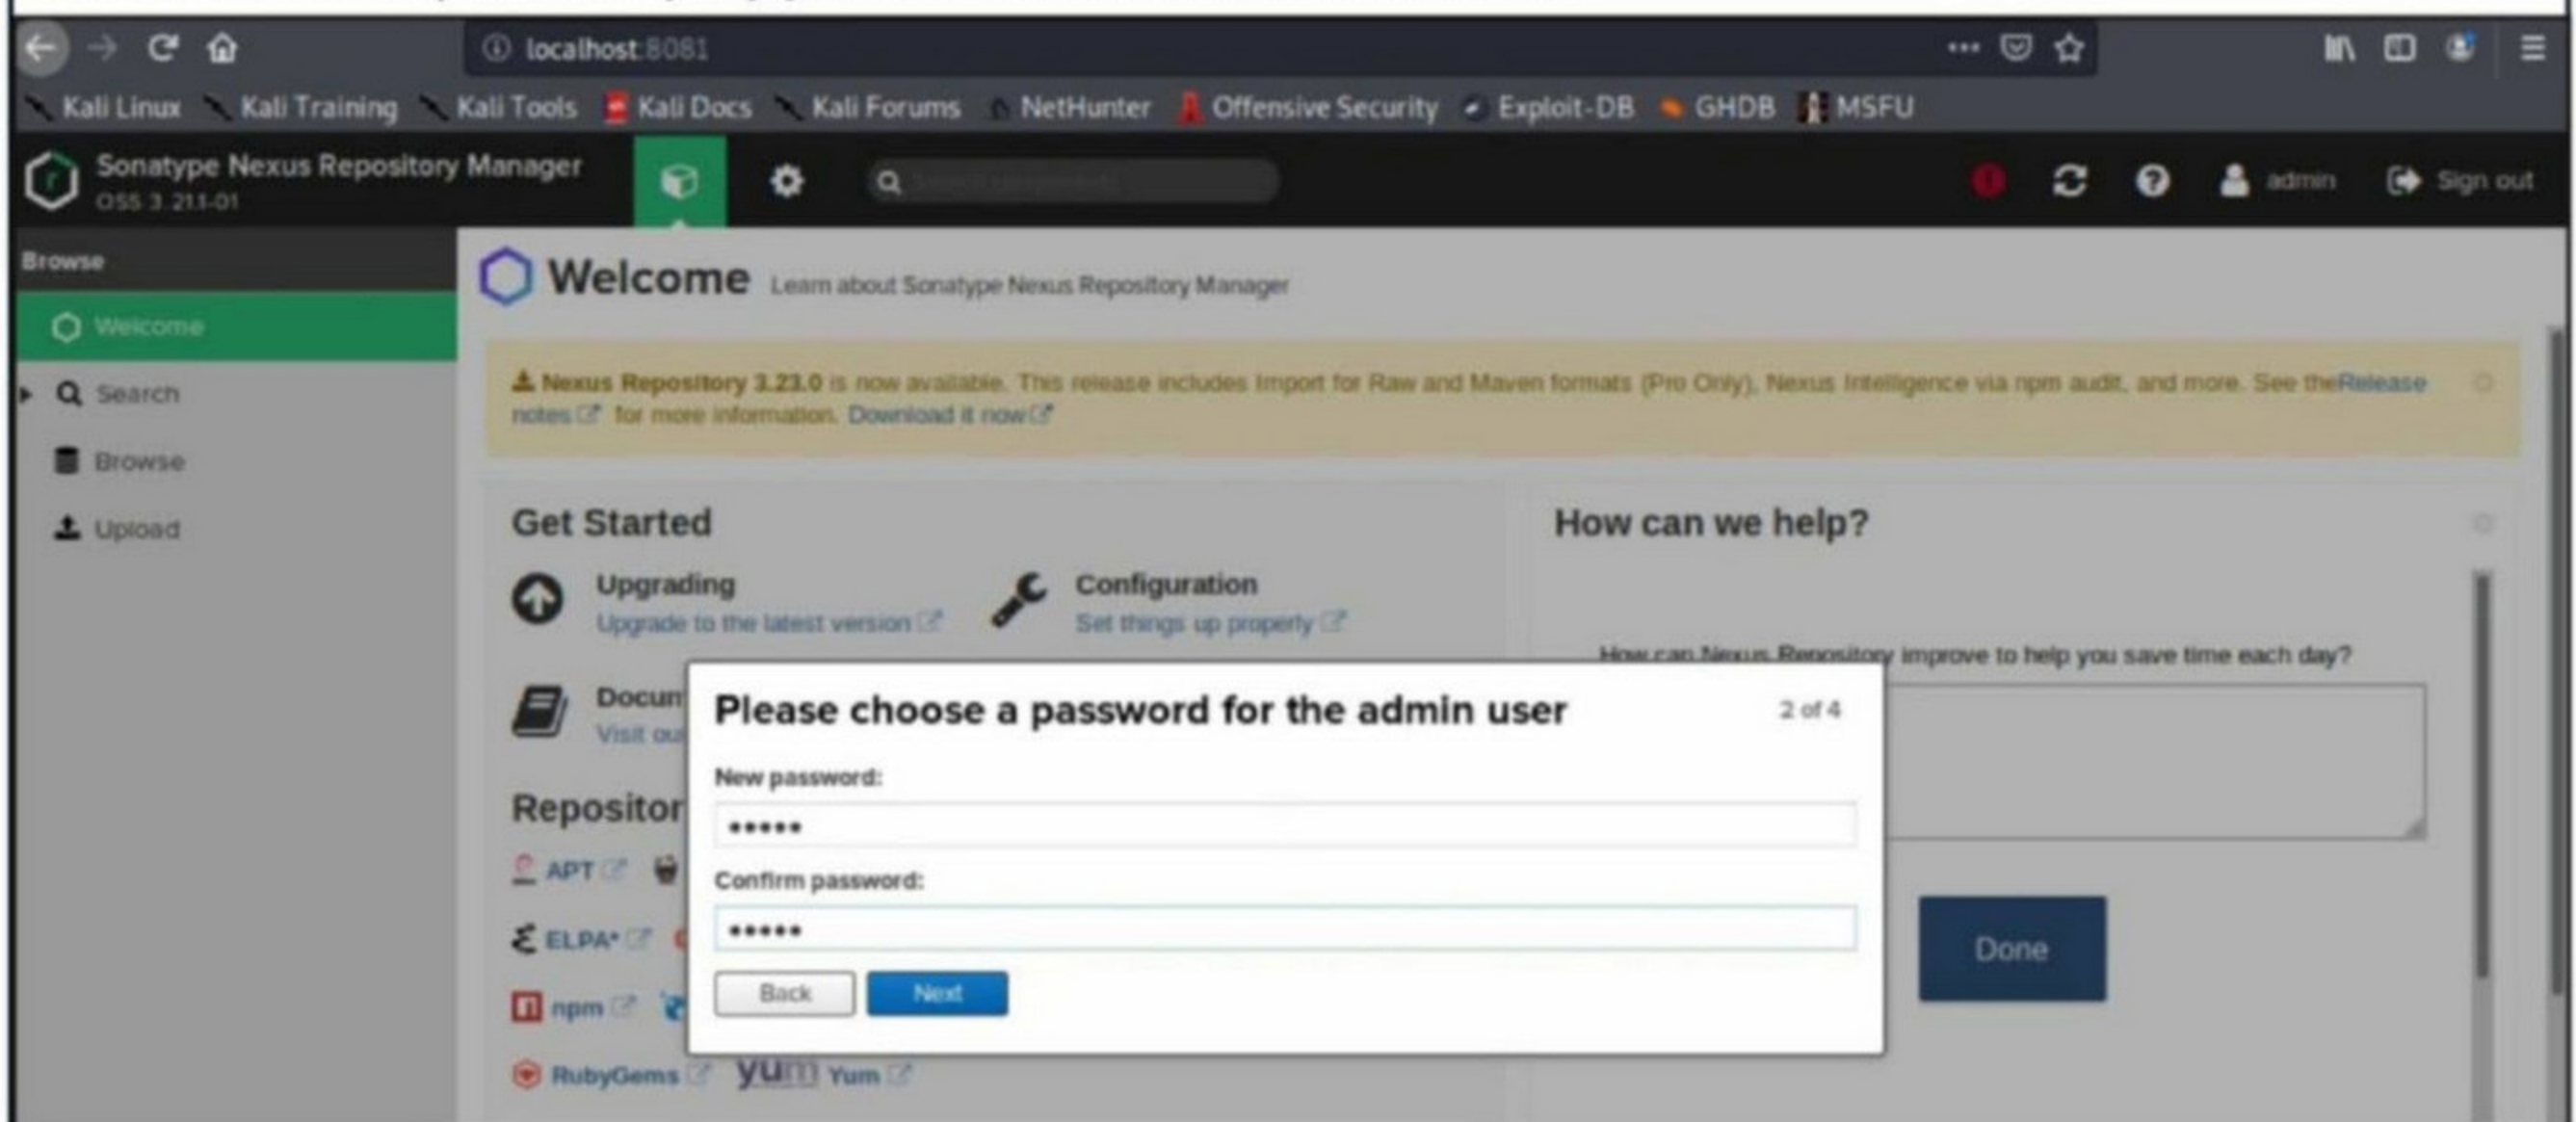 localhost:8081
Kali Linux Kali Training Kali Tools Kali Docs Kali Forums NetHunter Offensive Security Exploit-DB GHDB MSFU
Sonatype Nexus Repository Manager
OSS 3.21.1-01
admin Sign out
Browse
Welcome
Search
Browse
Upload
Welcome Learn about Sonatype Nexus Repository Manager
Nexus Repository 3.23.0 is now available. This release includes Import for Raw and Maven formats (Pro Only), Nexus Intelligence via npm audit, and more. See theRelease
notes for more information. Download it now
Get Started
Upgrading
Upgrade to the latest version
Configuration
Set things up properly
Docum
Visit ou
Repositor
APT
ELPA*
npm
RubyGems yum Yum
How can we help?
How can Nexus Repository improve to help you save time each day?
Done
Please choose a password for the admin user 2 of 4
New password:
•••••
Confirm password:
•••••
Back Next